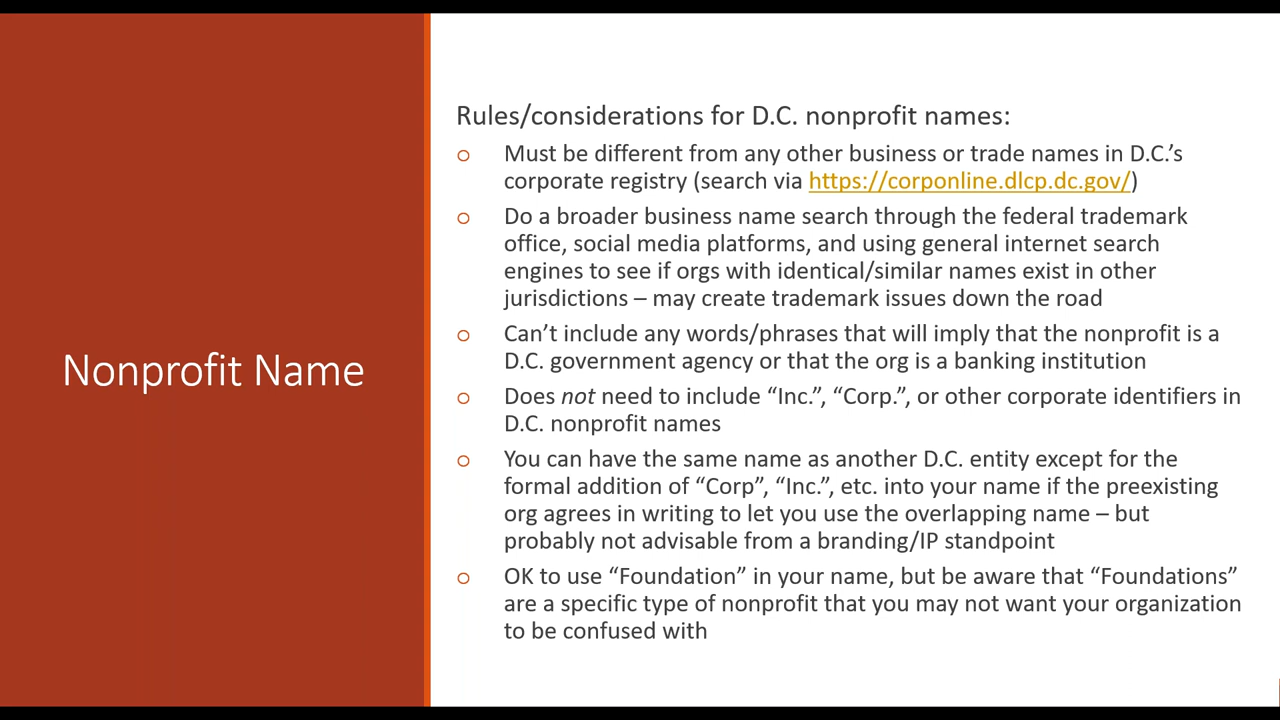 Nonprofit Name
Rules/considerations for D.C. nonprofit names:
o Must be different from any other business or trade names in D.C.’s
corporate registry (search via https://corponline.dlcp.dc.gov/)
o Do a broader business name search through the federal trademark
office, social media platforms, and using general internet search
engines to see if orgs with identical/similar names exist in other
jurisdictions – may create trademark issues down the road
o Can’t include any words/phrases that will imply that the nonprofit is a
D.C. government agency or that the org is a banking institution
o Does not need to include “Inc.”, “Corp.”, or other corporate identifiers in
D.C. nonprofit names
o You can have the same name as another D.C. entity except for the
formal addition of “Corp”, “Inc.”, etc. into your name if the preexisting
org agrees in writing to let you use the overlapping name – but
probably not advisable from a branding/IP standpoint
o OK to use “Foundation” in your name, but be aware that “Foundations”
are a specific type of nonprofit that you may not want your organization
to be confused with